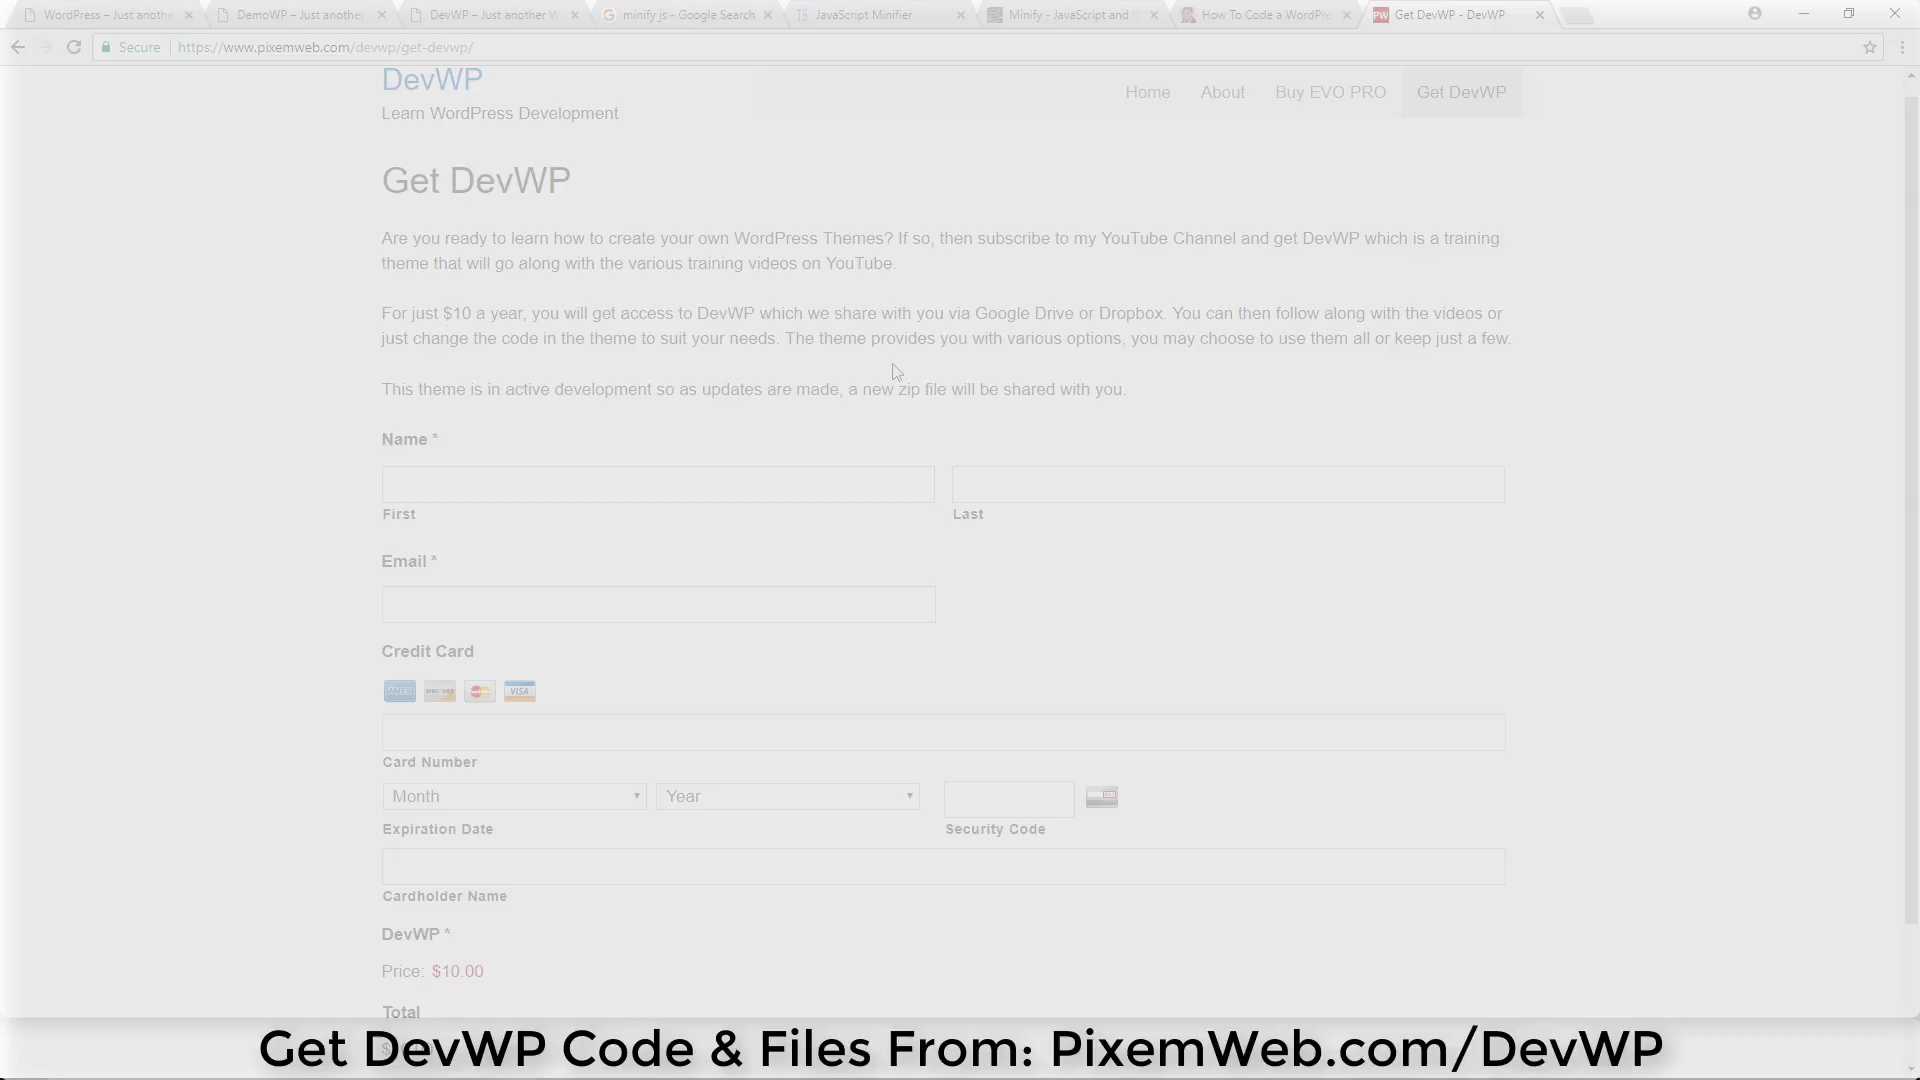 WordPress – Just anothe
DemoWP – Just another
DevWP – Just another W
minify js - Google Search
JavaScript Minifier
Minify - JavaScript and
How To Code a WordPre
PW
Get DevWP - DevWP
Secure
https://www.pixemweb.com/devwp/get-devwp/
DevWP
Learn WordPress Development
Home
About
Buy EVO PRO
Get DevWP
Get DevWP
Are you ready to learn how to create your own WordPress Themes? If so, then subscribe to my YouTube Channel and get DevWP which is a training
theme that will go along with the various training videos on YouTube.
For just $10 a year, you will get access to DevWP which we share with you via Google Drive or Dropbox. You can then follow along with the videos or
just change the code in the theme to suit your needs. The theme provides you with various options, you may choose to use them all or keep just a few.
This theme is in active development so as updates are made, a new zip file will be shared with you.
Name *
First
Last
Email *
Credit Card
AMEX
DISCOVER
VISA
Card Number
Month
Year
Expiration Date
Security Code
Cardholder Name
DevWP *
Price: $10.00
Total
Get DevWP Code & Files From: PixemWeb.com/DevWP